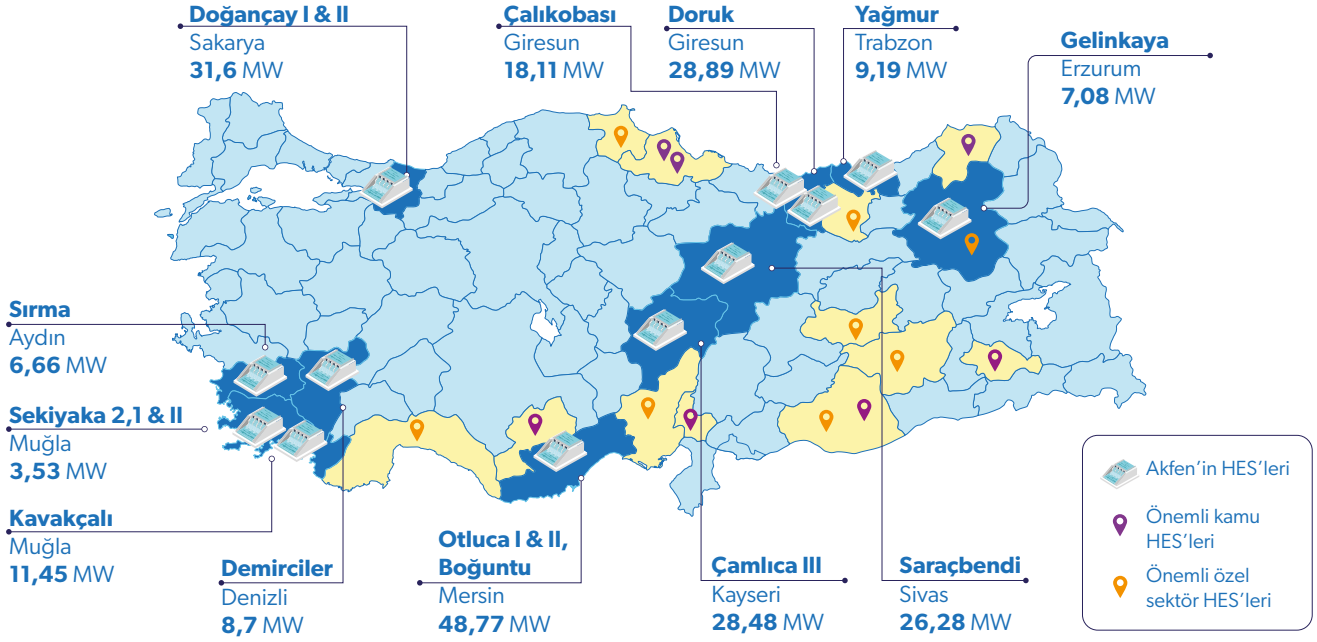 Doğançay I & II
Sakarya
31,6 MW
Çalıkobası
Giresun
18,11 MW
Doruk
Giresun
28,89 MW
Yağmur
Trabzon
9,19 MW
Gelinkaya
Erzurum
7,08 MW
Sırma
Aydın
6,66 MW
Sekiyaka 2,1 & II
Muğla
3,53 MW
Kavakçalı
Muğla
11,45 MW
Demirciler
Denizli
8,7 MW
Otluca I & II,
Boğuntu
Mersin
48,77 MW
Çamlıca III
Kayseri
28,48 MW
Saraçbendi
Sivas
26,28 MW
Akfen’in HES’leri
Önemli kamu
HES’leri
Önemli özel
sektör HES’leri